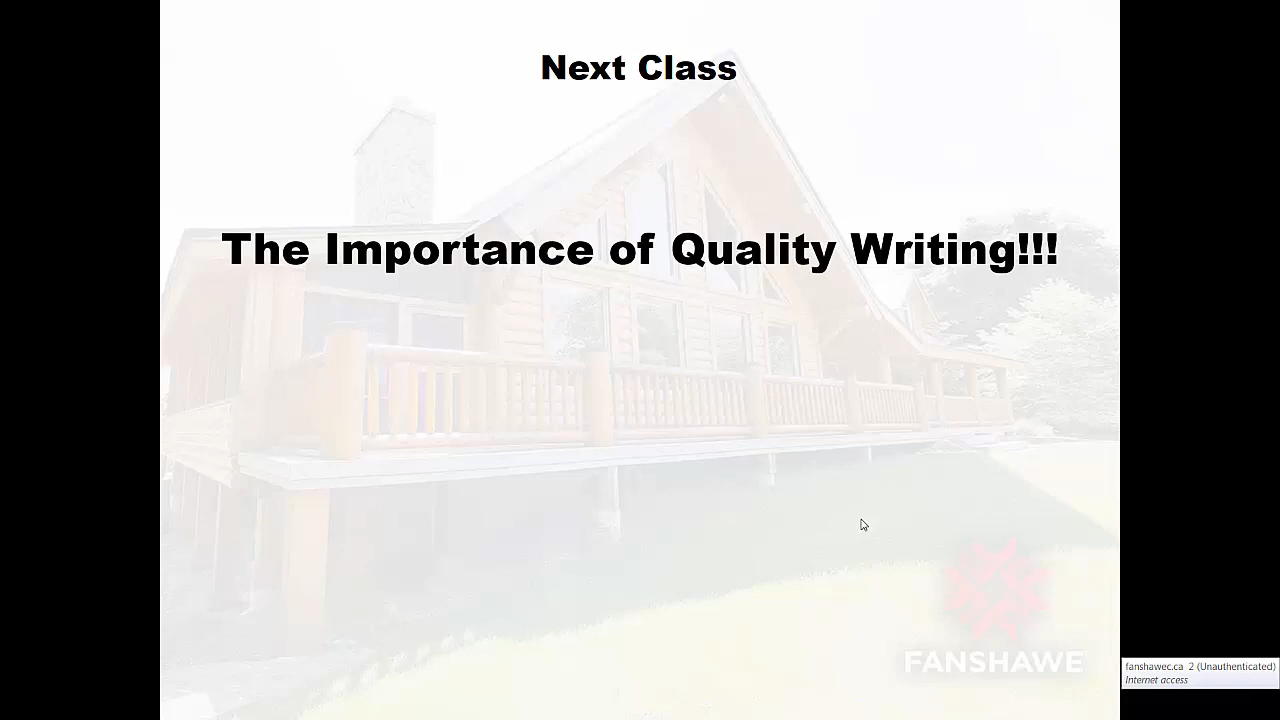 Next Class
The Importance of Quality Writing!!!
FANSHAWE
fanshawec.ca 2 (Unauthenticated)
Internet access